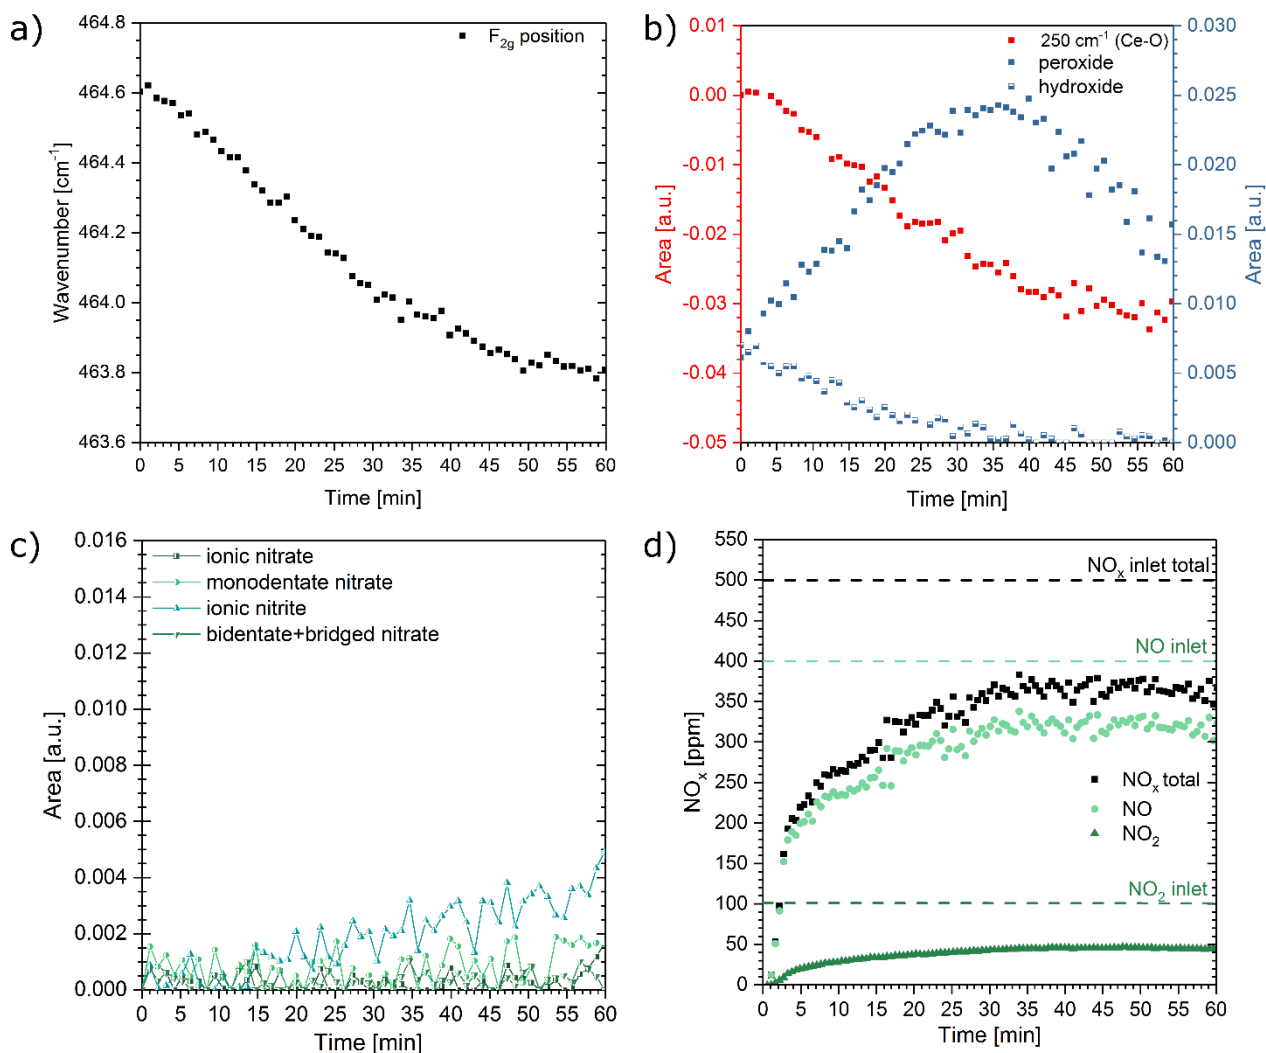 a)
464.8
464.6
464.4
464.2
464.0
463.8
463.6
Wavenumber [cm⁻¹]
F₂g position
0 5 10 15 20 25 30 35 40 45 50 55 60
Time [min]
b)
0.01
0.00
-0.01
-0.02
-0.03
-0.04
-0.05
Area [a.u.]
250 cm⁻¹ (Ce-O)
peroxide
hydroxide
0.030
0.025
0.020
0.015
0.010
0.005
0.000
Area [a.u.]
0 5 10 15 20 25 30 35 40 45 50 55 60
Time [min]
c)
0.016
0.014
0.012
0.010
0.008
0.006
0.004
0.002
0.000
Area [a.u.]
ionic nitrate
monodentate nitrate
ionic nitrite
bidentate+bridged nitrate
0 5 10 15 20 25 30 35 40 45 50 55 60
Time [min]
d)
550
500
450
400
350
300
250
200
150
100
50
0
NOₓ [ppm]
NOₓ inlet total
NO inlet
NOₓ total
NO
NO₂
NO₂ inlet
0 5 10 15 20 25 30 35 40 45 50 55 60
Time [min]